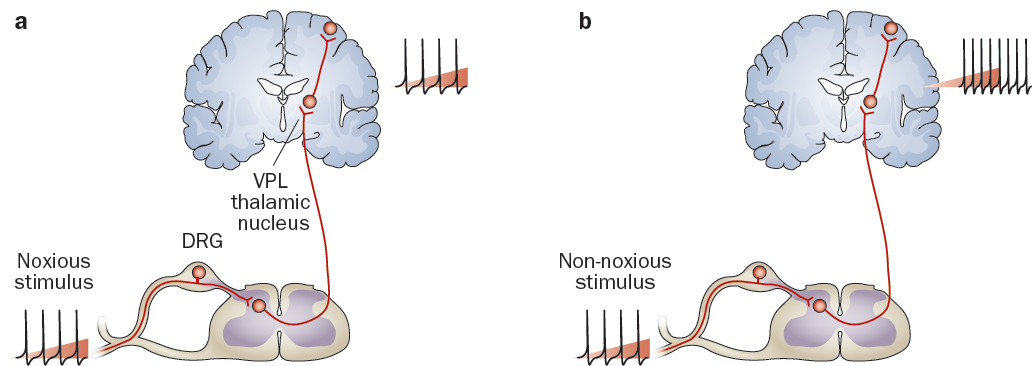 a
VPL
thalamic
nucleus
DRG
Noxious
stimulus
b
Non-noxious
stimulus